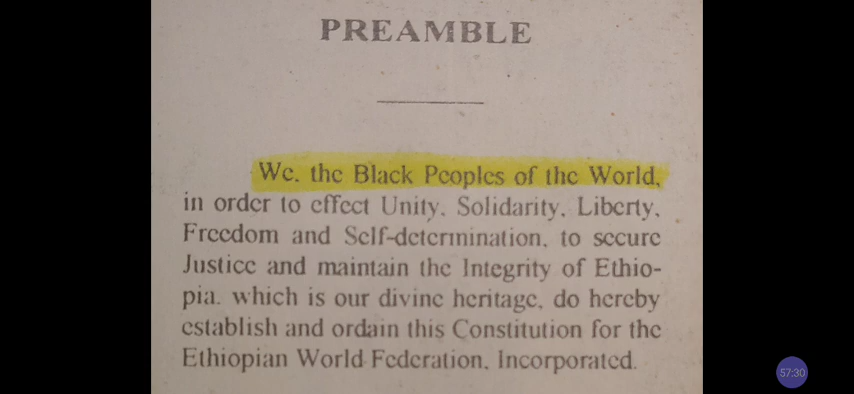 PREAMBLE
We, the Black Peoples of the World,
in order to effect Unity, Solidarity, Liberty,
Freedom and Self-determination, to secure
Justice and maintain the Integrity of Ethio-
pia, which is our divine heritage, do hereby
establish and ordain this Constitution for the
Ethiopian World Federation, Incorporated.
57:30